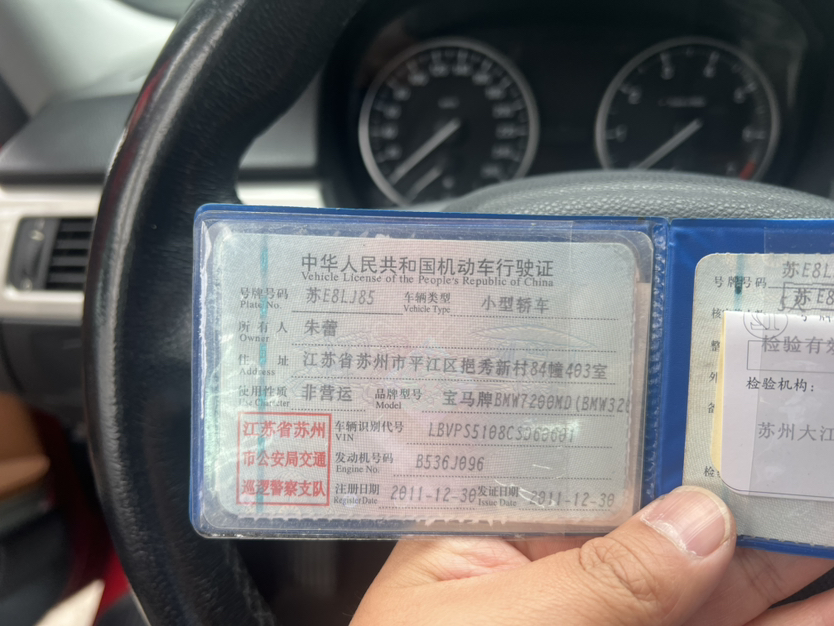 中华人民共和国机动车行驶证
Vehicle License of the People's Republic of China
号牌号码 苏E8LJ85 车辆类型 小型轿车
Plate No. Vehicle Type
所有人 朱蕾
Owner
住址 江苏省苏州市平江区挹秀新村84幢403室
Address
使用性质 非营运 品牌型号 宝马牌BMW7200MD(BMW320
Use Character Model
江苏省苏州
市公安局交通
巡逻警察支队
车辆识别代号
VIN
发动机号码 B536J096
Engine No.
注册日期 2011-12-30 发证日期 2011-12-30
Register Date Issue Date
号牌号码 苏E8L
苏E8
检验有效
检验机构:
苏州大江